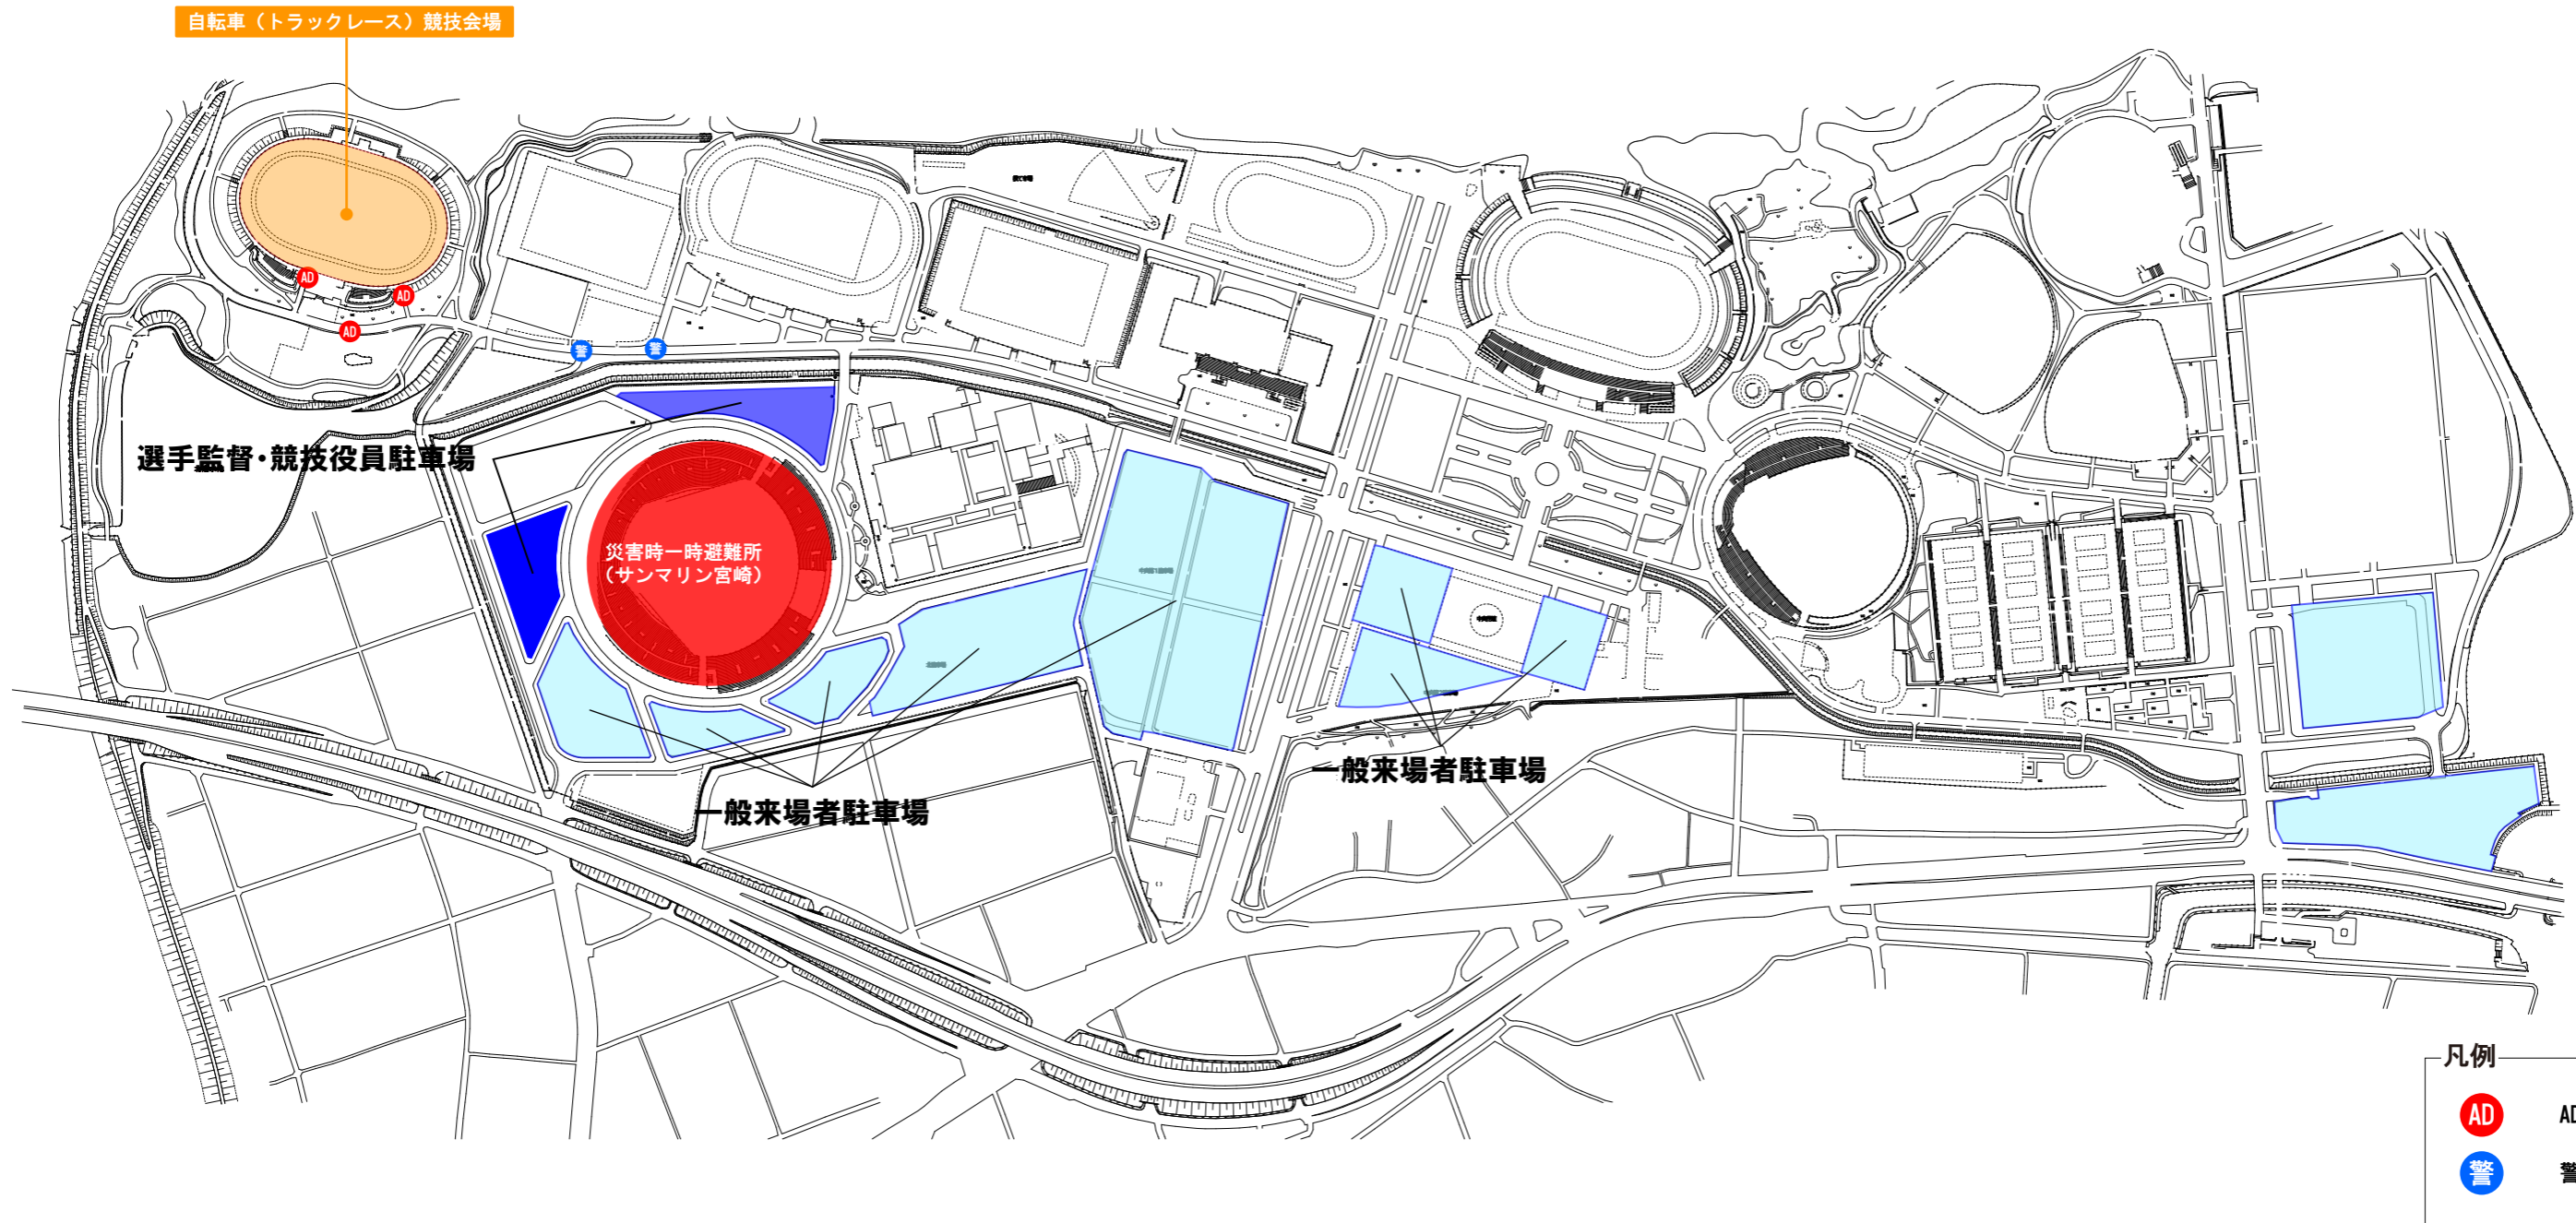 自転車（トラックレース）競技会場
AD
AD
AD
警
警
選手監督・競技役員駐車場
災害時一時避難所
（サンマリン宮崎）
一般来場者駐車場
一般来場者駐車場
凡例
AD
AD
警
警